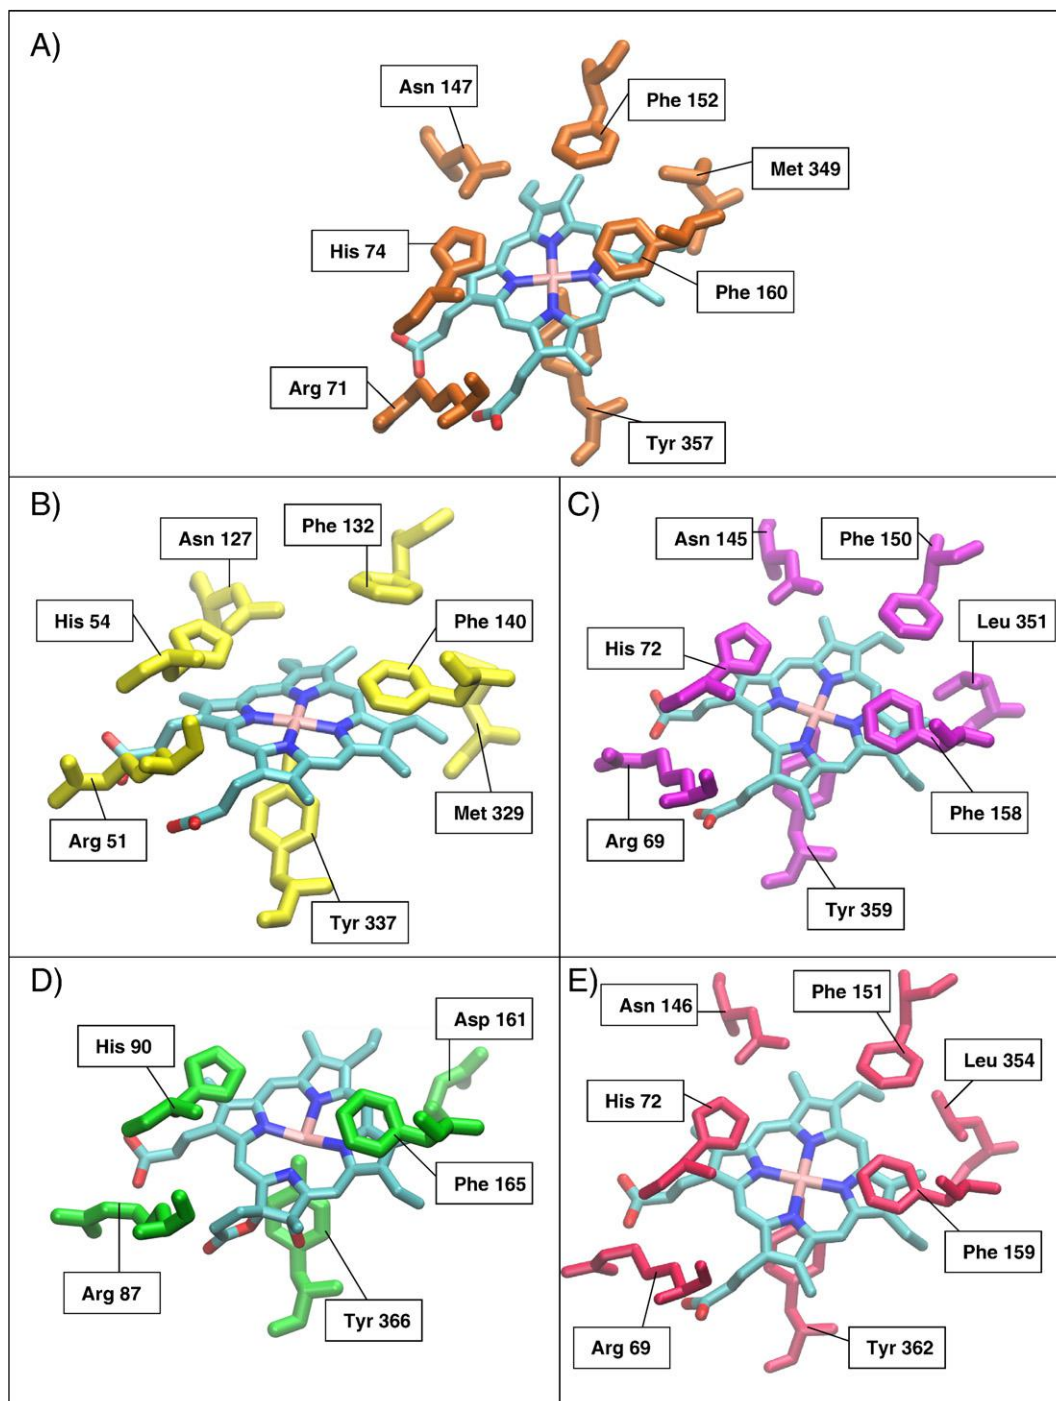 A)
Asn 147
Phe 152
Met 349
His 74
Phe 160
Arg 71
Tyr 357
B)
Phe 132
Asn 127
His 54
Phe 140
Met 329
Arg 51
Tyr 337
C)
Asn 145
Phe 150
Leu 351
His 72
Phe 158
Arg 69
Tyr 359
D)
Asp 161
His 90
Phe 165
Arg 87
Tyr 366
E)
Phe 151
Asn 146
Leu 354
His 72
Phe 159
Arg 69
Tyr 362